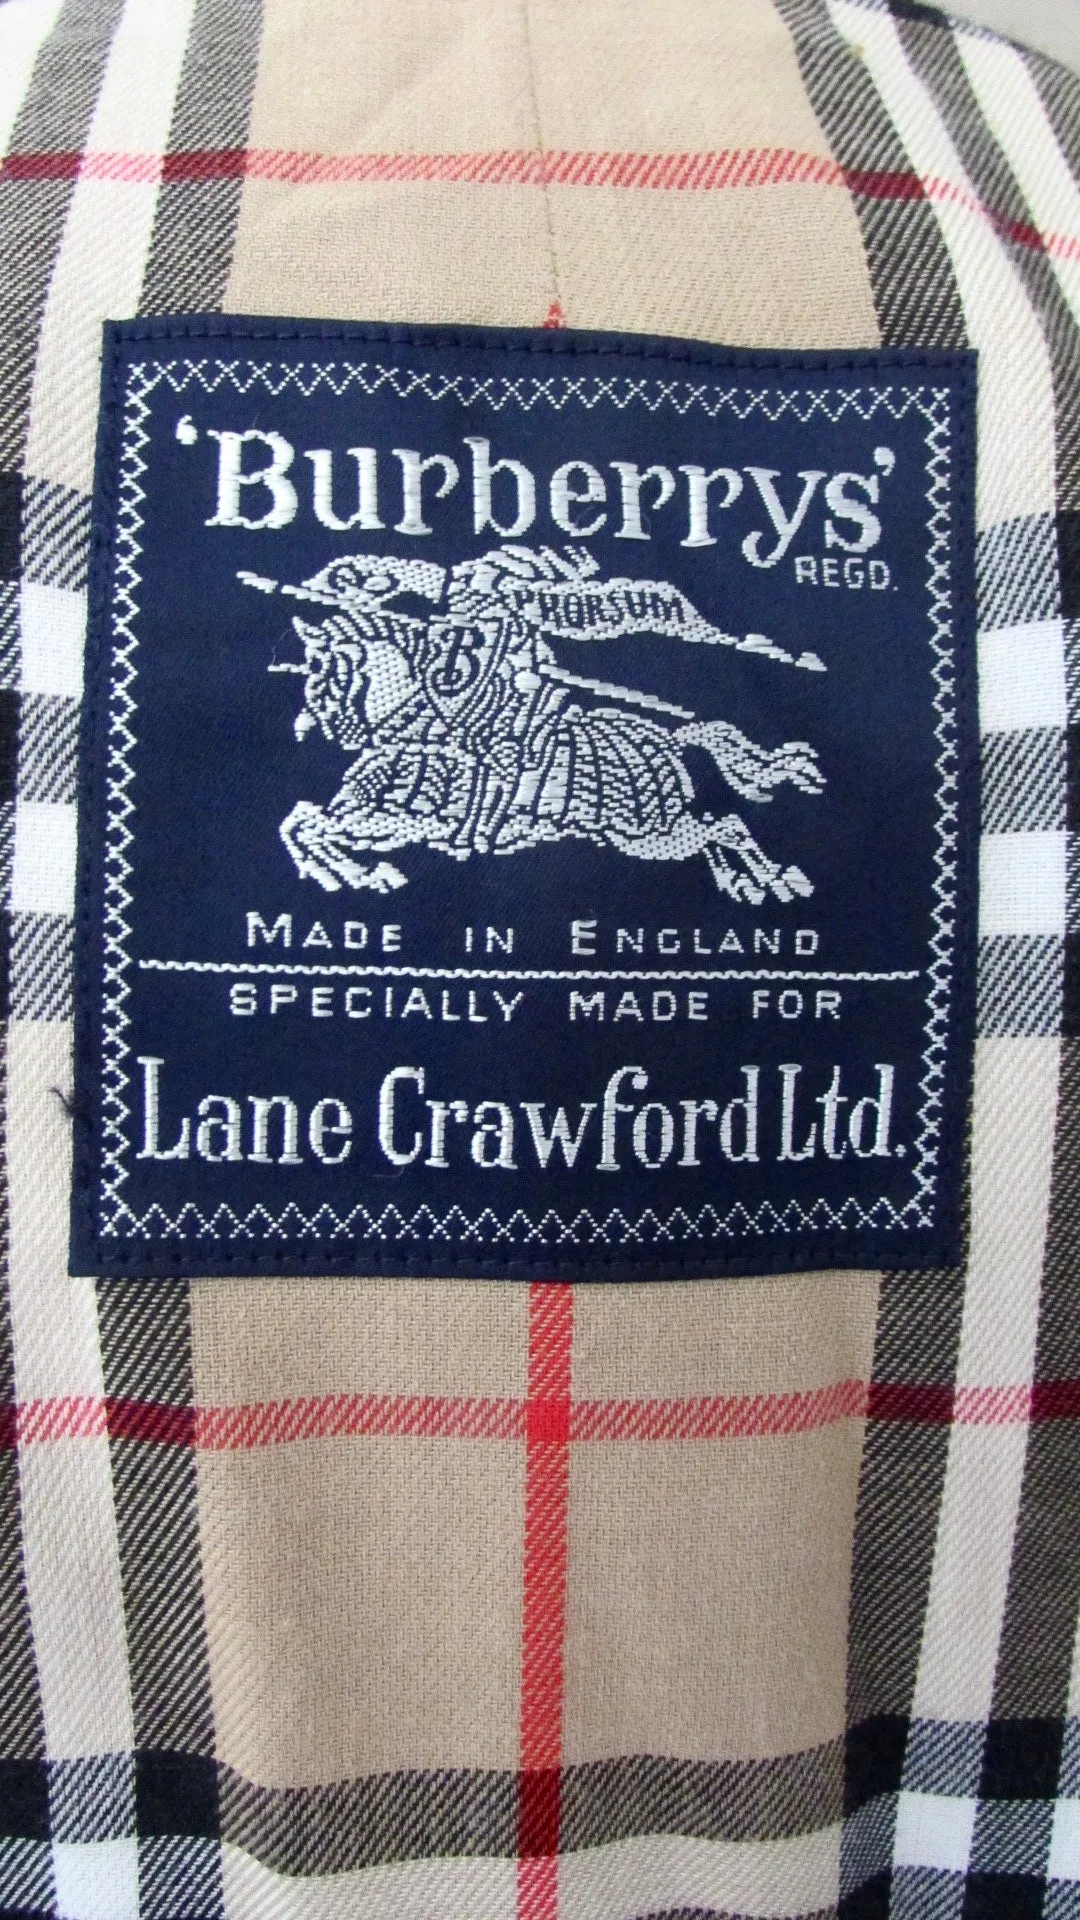 'Burberrys'
REGD.
PRORSUM
B
MADE IN ENGLAND
SPECIALLY MADE FOR
Lane Crawford Ltd.